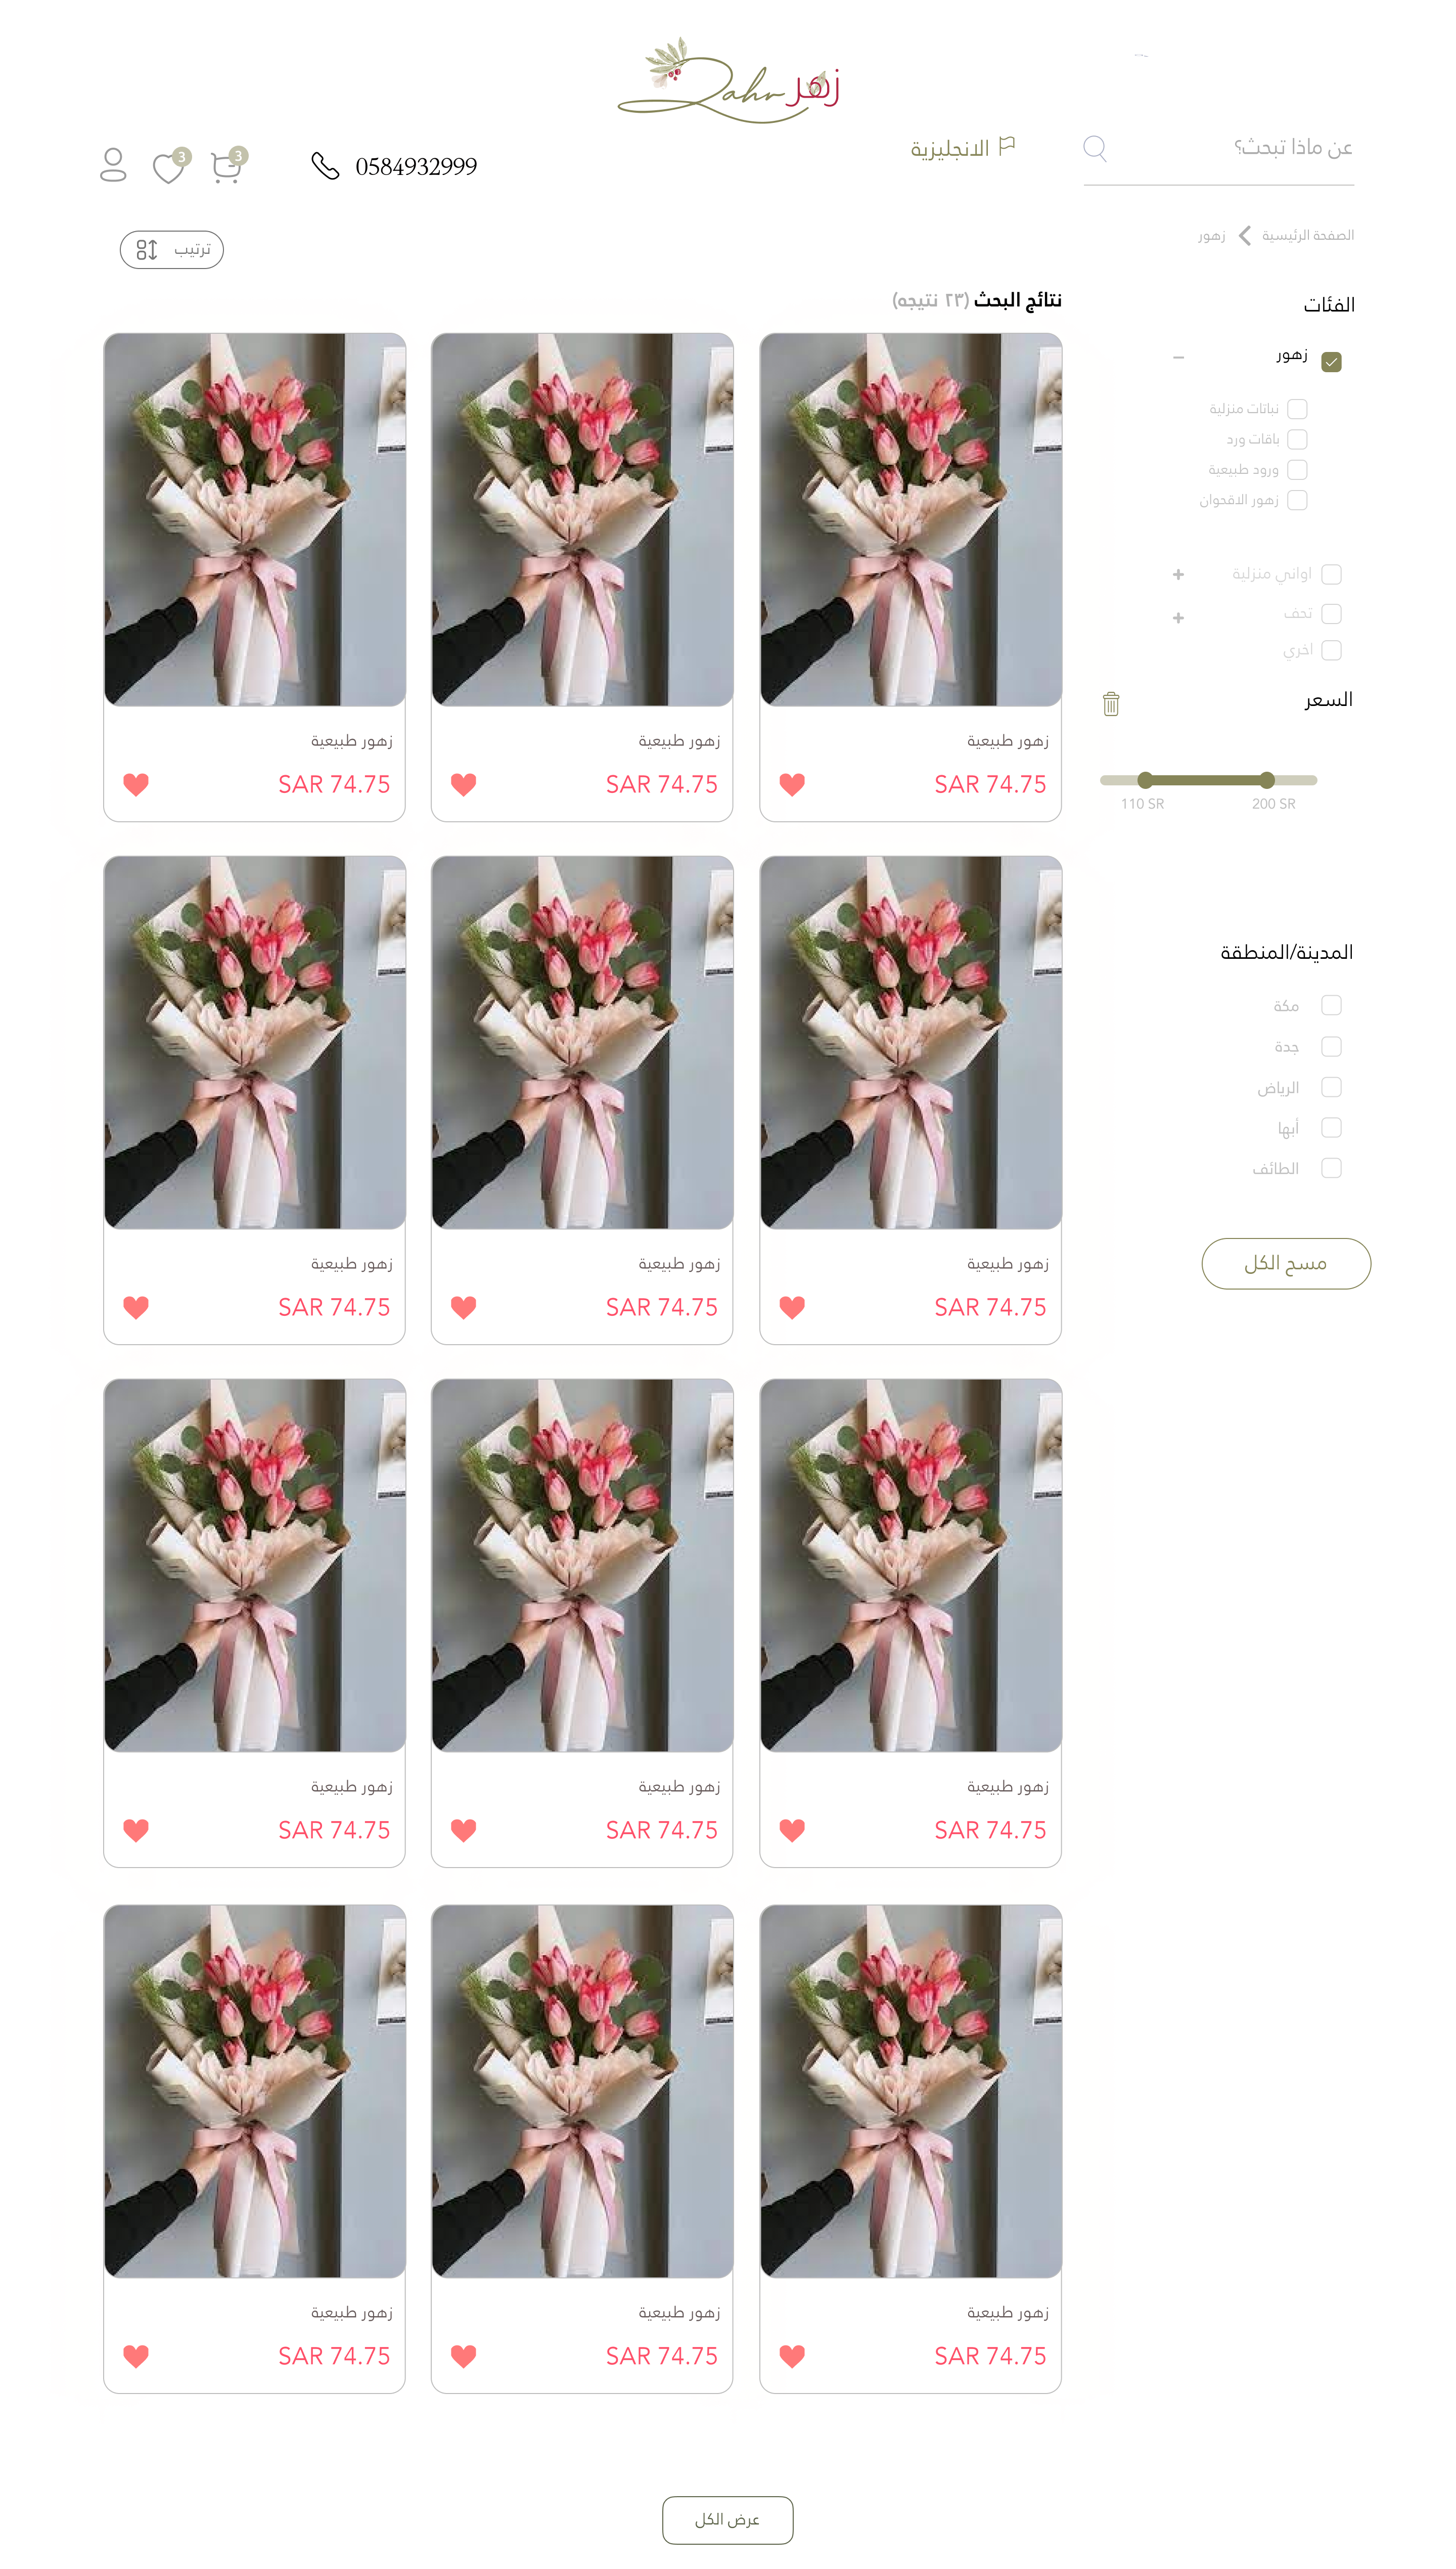 Zahr زهر
عن ماذا تبحث؟
الانجليزية
0584932999
3
3
الصفحة الرئيسية
زهور
ترتيب
الفئات
زهور
نباتات منزلية
باقات ورد
ورود طبيعية
زهور الاقحوان
اواني منزلية
تحف
اخري
السعر
110 SR
200 SR
المدينة/المنطقة
مكة
جدة
الرياض
أبها
الطائف
مسح الكل
نتائج البحث (٢٣ نتيجه)
زهور طبيعية
SAR 74.75
زهور طبيعية
SAR 74.75
زهور طبيعية
SAR 74.75
زهور طبيعية
SAR 74.75
زهور طبيعية
SAR 74.75
زهور طبيعية
SAR 74.75
زهور طبيعية
SAR 74.75
زهور طبيعية
SAR 74.75
زهور طبيعية
SAR 74.75
زهور طبيعية
SAR 74.75
زهور طبيعية
SAR 74.75
زهور طبيعية
SAR 74.75
عرض الكل